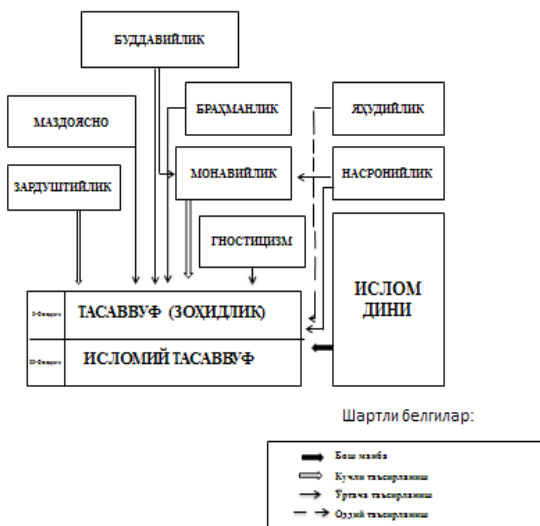 БУДДАВИЙЛИК
МАЗДОЯСНО
БРАҲМАНЛИК
ЯҲУДИЙЛИК
ЗАРДУШТИЙЛИК
МОНАВИЙЛИК
НАСРОНИЙЛИК
ГНОСТИЦИЗМ
ИСЛОМ
ДИНИ
ТАСАВВУФ (ЗОҲИДЛИК)
ИСЛОМИЙ ТАСАВВУФ
Шартли белгилар:
Бош манба
Кучли таъсирланиш
Ўртача таъсирланиш
Оддий таъсирланиш